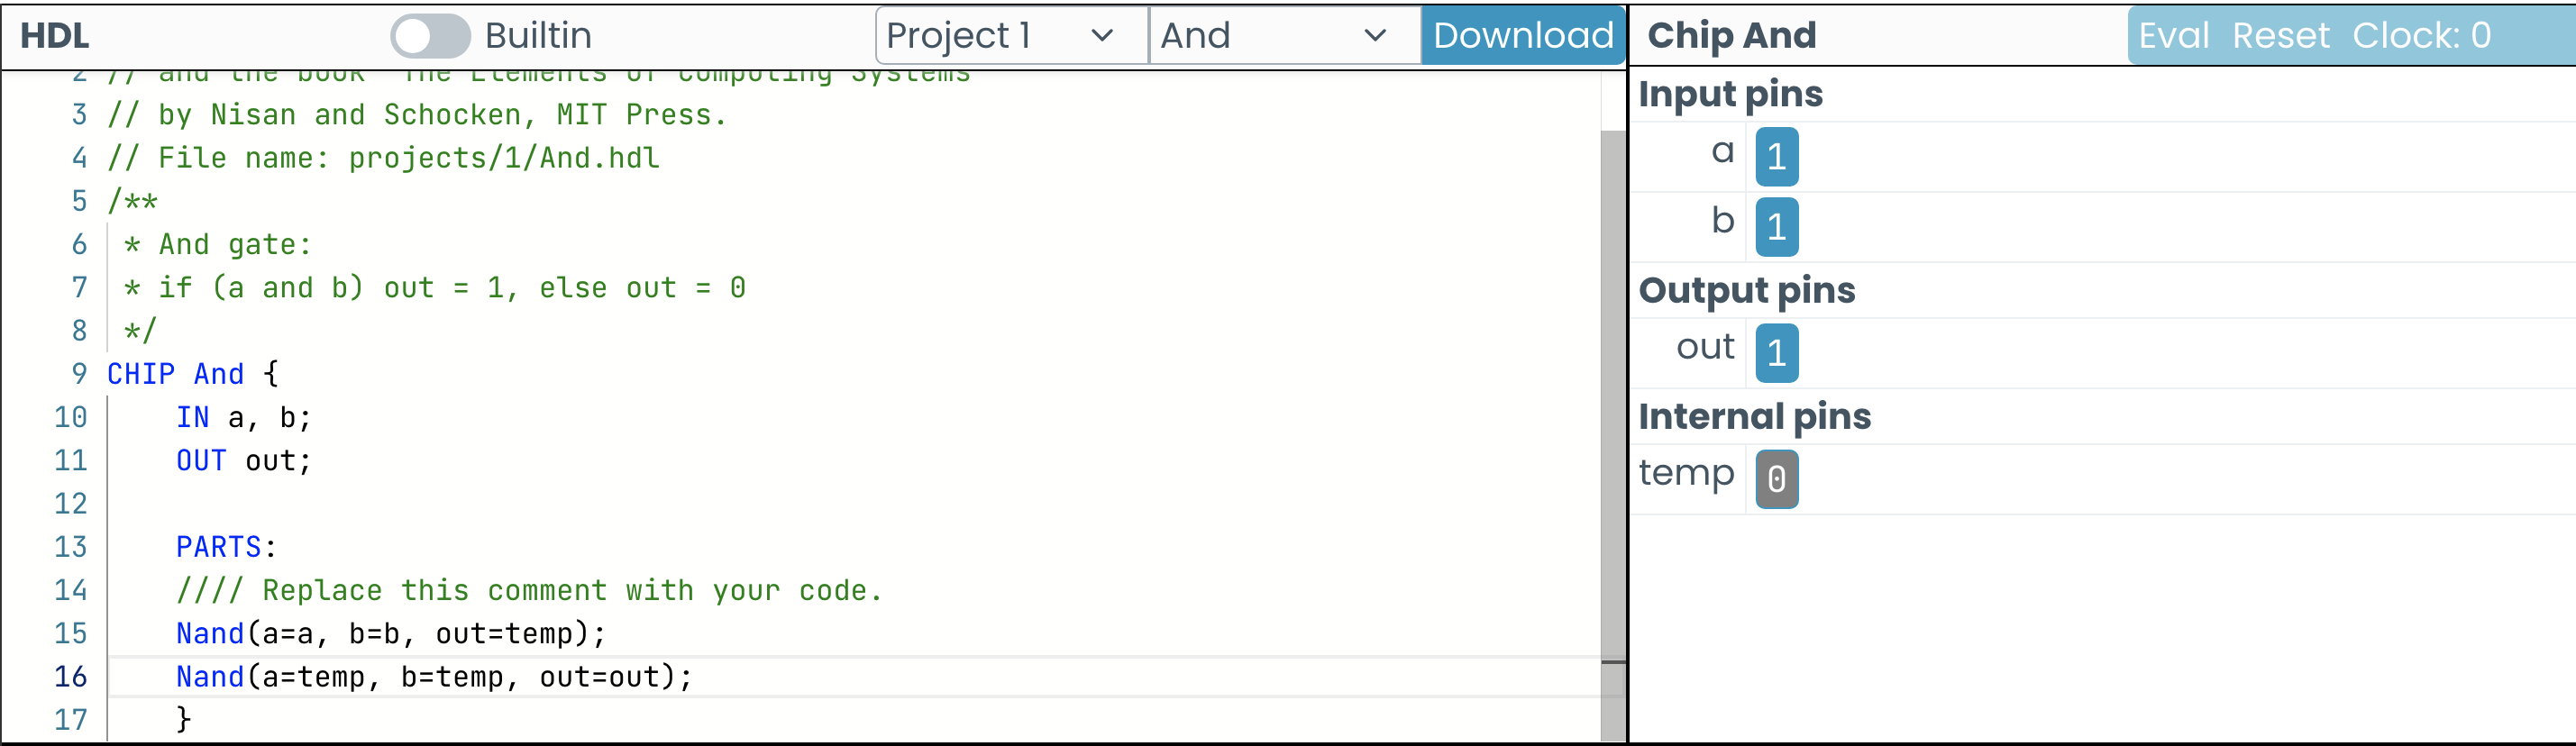 HDL Builtin Project 1 And Download
2 // and the book "The Elements of Computing Systems"
3 // by Nisan and Schocken, MIT Press.
4 // File name: projects/1/And.hdl
5 /**
6 * And gate:
7 * if (a and b) out = 1, else out = 0
8 */
9 CHIP And {
10 IN a, b;
11 OUT out;
12
13 PARTS:
14 //// Replace this comment with your code.
15 Nand(a=a, b=b, out=temp);
16 Nand(a=temp, b=temp, out=out);
17 }
Chip And Eval Reset Clock: 0
Input pins
a 1
b 1
Output pins
out 1
Internal pins
temp 0